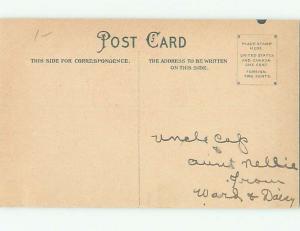 1-
POST CARD
THIS SIDE FOR CORRESPONDENCE.
THE ADDRESS TO BE WRITTEN
ON THIS SIDE.
PLACE STAMP
HERE
UNITED STATES
AND CANADA
ONE CENT
FOREIGN
TWO CENTS
Uncle Cap
&
Aunt Nellie
From
Ward & Daisy